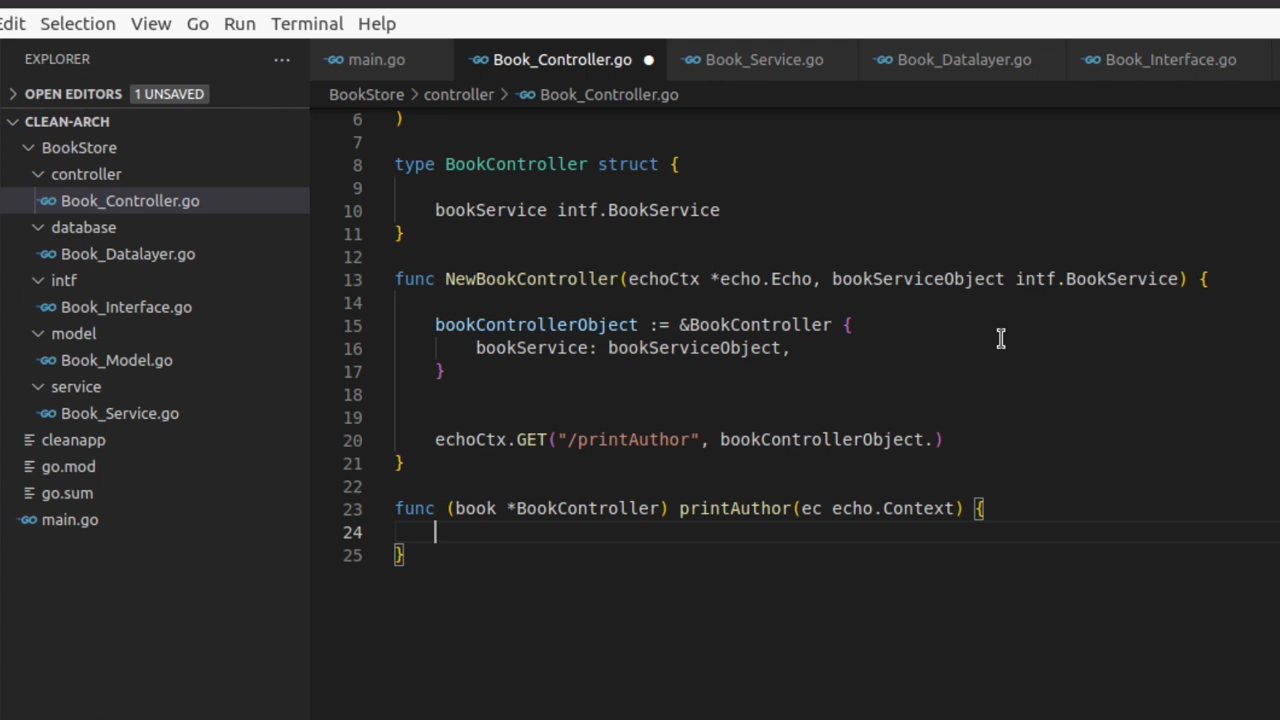 Edit Selection View Go Run Terminal Help
EXPLORER ...
main.go Book_Controller.go Book_Service.go Book_Datalayer.go Book_Interface.go
OPEN EDITORS 1 UNSAVED
BookStore > controller > Book_Controller.go
CLEAN-ARCH
BookStore
controller
Book_Controller.go
database
Book_Datalayer.go
intf
Book_Interface.go
model
Book_Model.go
service
Book_Service.go
cleanapp
go.mod
go.sum
main.go
6 )
7
8 type BookController struct {
9
10 bookService intf.BookService
11 }
12
13 func NewBookController(echoCtx *echo.Echo, bookServiceObject intf.BookService) {
14
15 bookControllerObject := &BookController {
16 bookService: bookServiceObject,
17 }
18
19
20 echoCtx.GET("/printAuthor", bookControllerObject.)
21 }
22
23 func (book *BookController) printAuthor(ec echo.Context) {
24
25 }